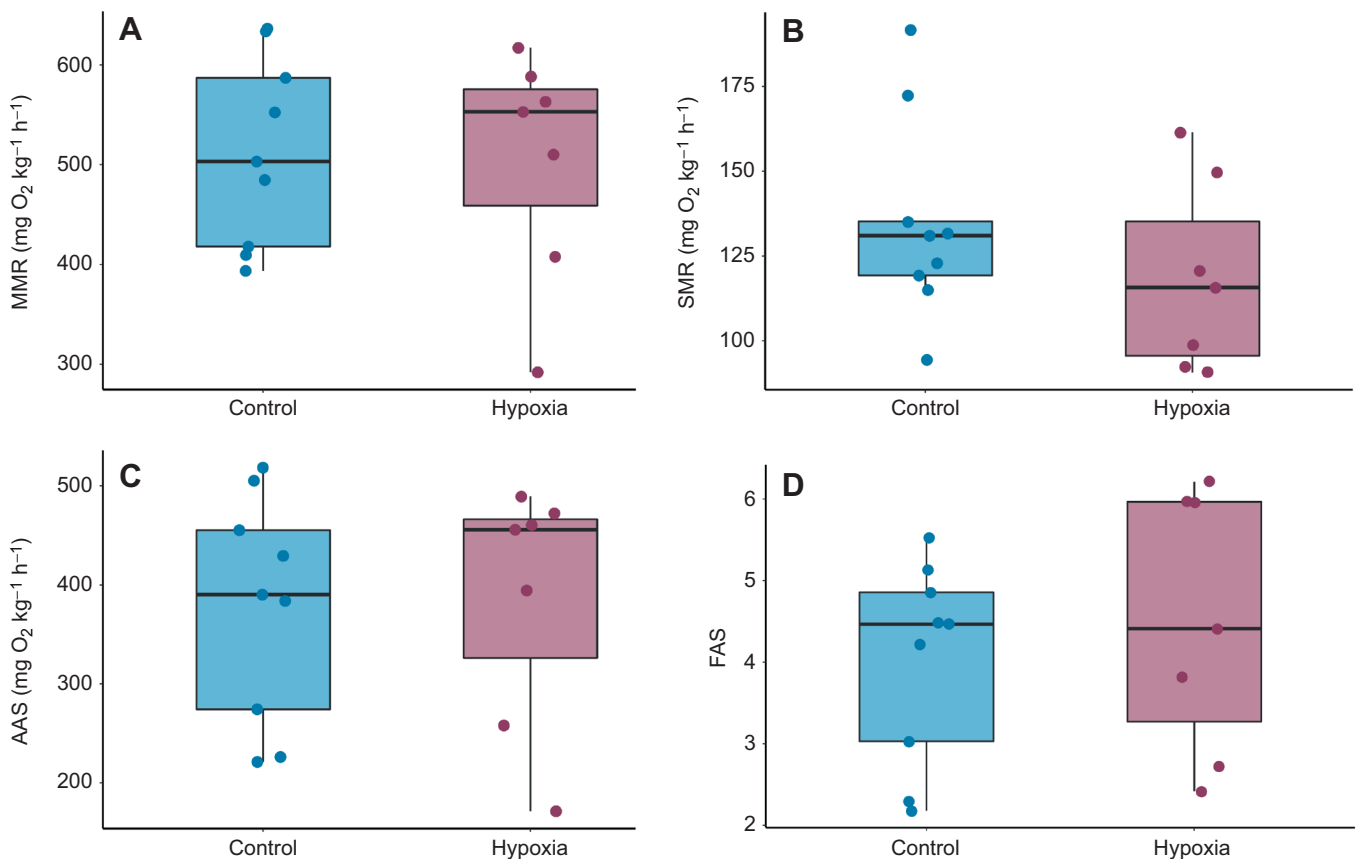 A
MMR (mg O₂ kg⁻¹ h⁻¹)
600
500
400
300
Control
Hypoxia
B
SMR (mg O₂ kg⁻¹ h⁻¹)
175
150
125
100
Control
Hypoxia
C
AAS (mg O₂ kg⁻¹ h⁻¹)
500
400
300
200
Control
Hypoxia
D
FAS
6
5
4
3
2
Control
Hypoxia